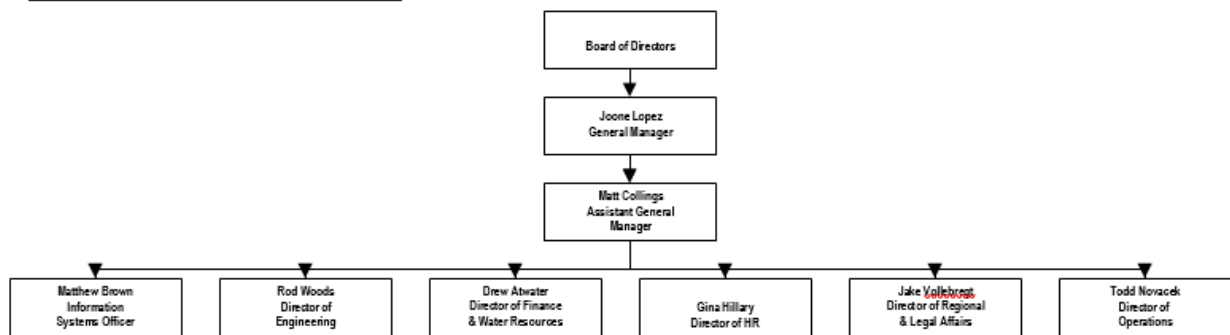 Board of Directors
Joone Lopez
General Manager
Matt Collings
Assistant General
Manager
Matthew Brown
Information
Systems Officer
Rod Woods
Director of
Engineering
Drew Atwater
Director of Finance
& Water Resources
Gina Hillary
Director of HR
Jake Vollebregt
Director of Regional
& Legal Affairs
Todd Novacek
Director of
Operations